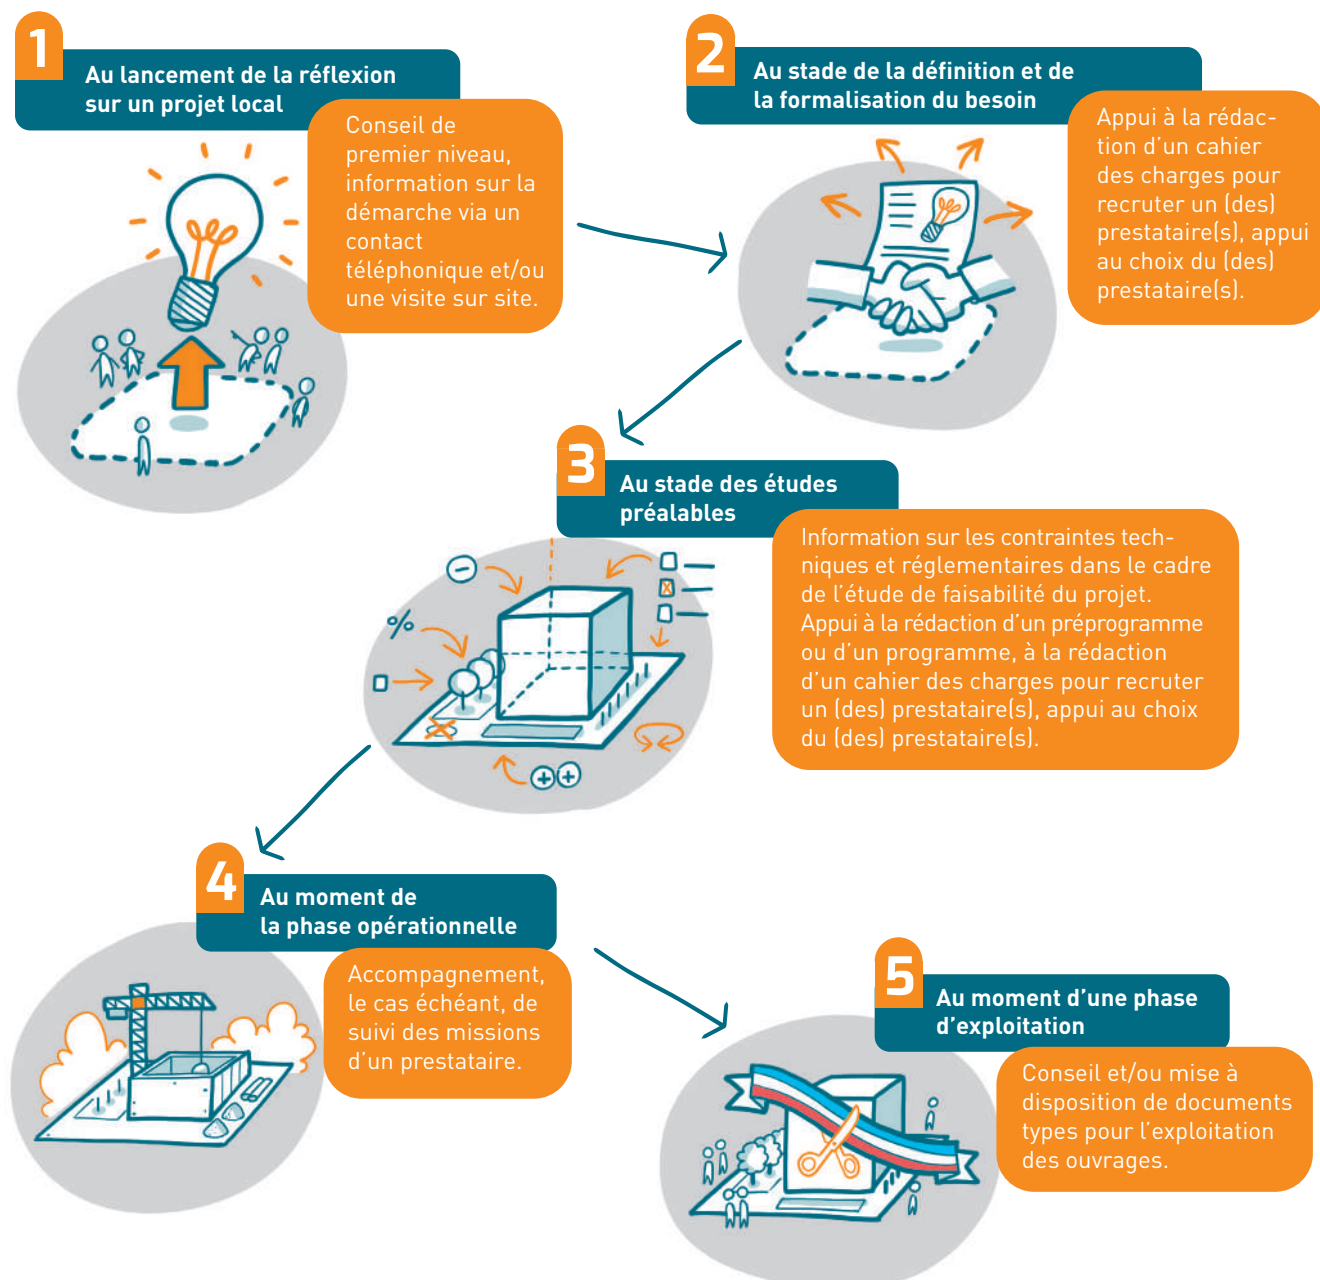 1
Au lancement de la réflexion
sur un projet local
Conseil de
premier niveau,
information sur la
démarche via un
contact
téléphonique et/ou
une visite sur site.
2
Au stade de la définition et de
la formalisation du besoin
Appui à la rédac-
tion d'un cahier
des charges pour
recruter un (des)
prestataire(s), appui
au choix du (des)
prestataire(s).
3
Au stade des études
préalables
Information sur les contraintes tech-
niques et réglementaires dans le cadre
de l'étude de faisabilité du projet.
Appui à la rédaction d'un préprogramme
ou d'un programme, à la rédaction
d'un cahier des charges pour recruter
un (des) prestataire(s), appui au choix
du (des) prestataire(s).
%
4
Au moment de
la phase opérationnelle
Accompagnement,
le cas échéant, de
suivi des missions
d'un prestataire.
5
Au moment d'une phase
d'exploitation
Conseil et/ou mise à
disposition de documents
types pour l'exploitation
des ouvrages.